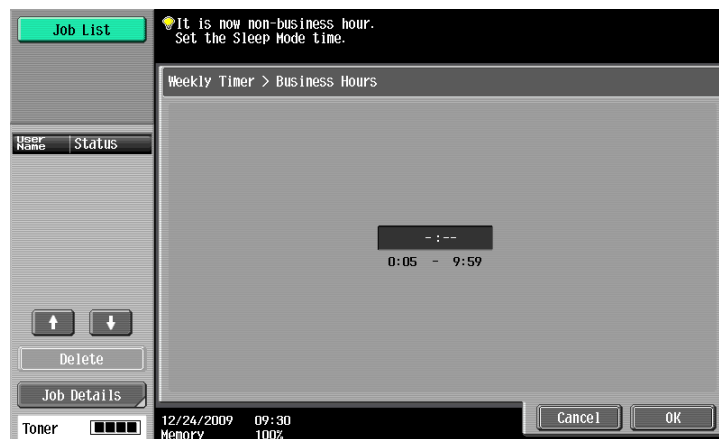 Job List
It is now non-business hour.
Set the Sleep Mode time.
Weekly Timer > Business Hours
User Name Status
-:--
0:05 - 9:59
Delete
Job Details
Toner
12/24/2009 09:30
Memory 100%
Cancel OK